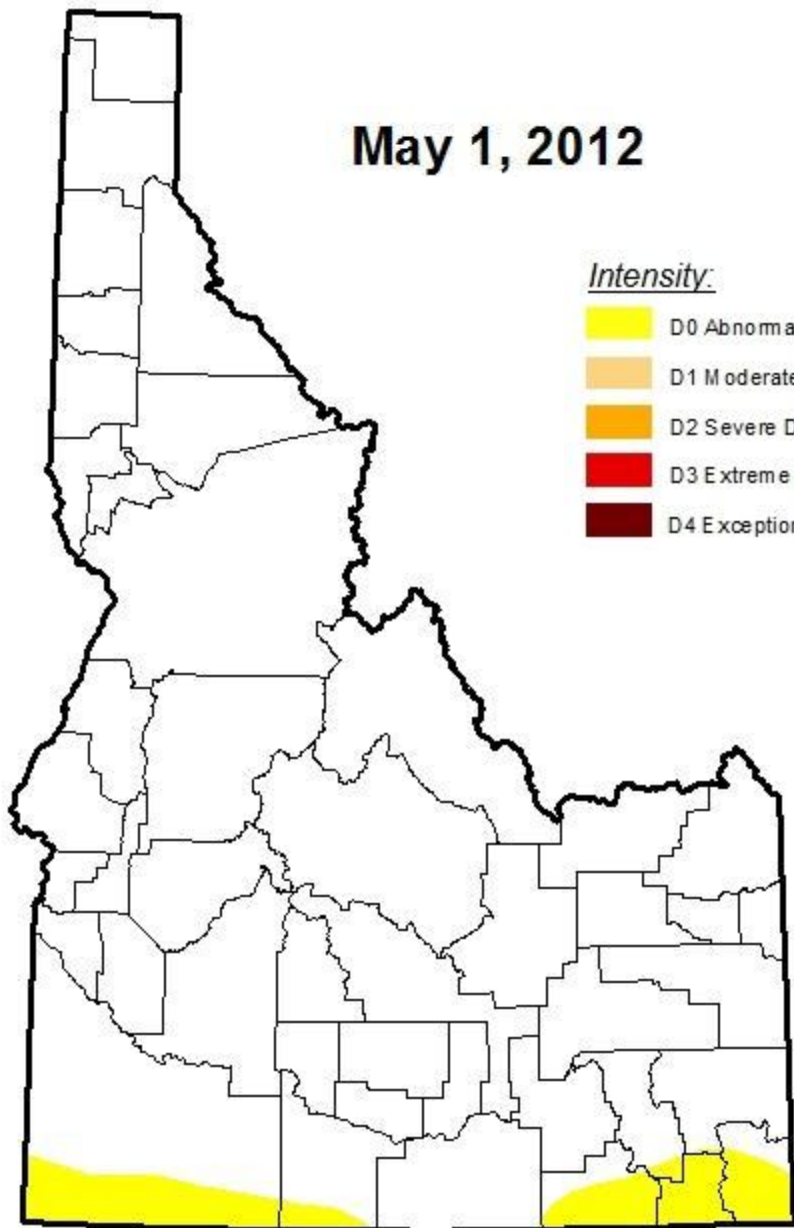 May 1, 2012
Intensity:
D0 Abnorma
D1 Moderate
D2 Severe D
D3 Extreme
D4 Exception